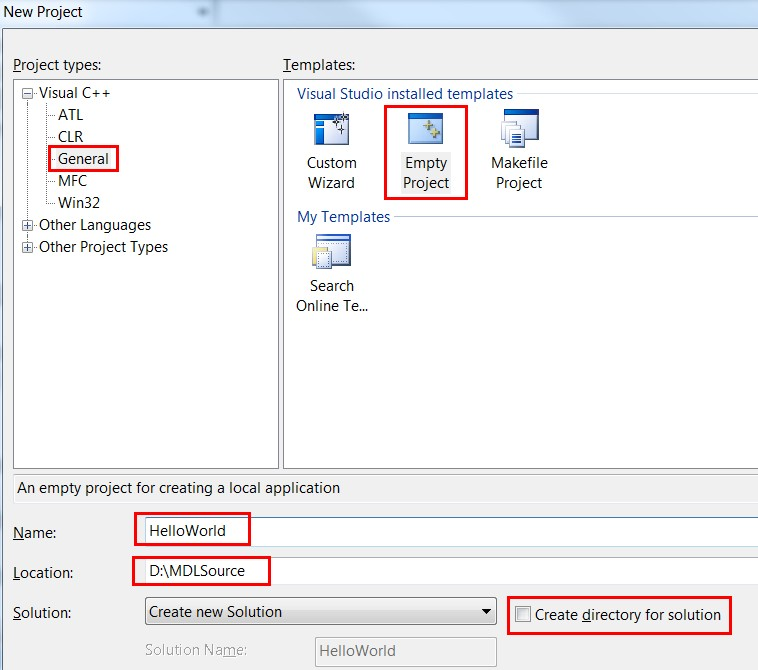 New Project
Project types:
Templates:
Visual C++
ATL
CLR
General
MFC
Win32
Other Languages
Other Project Types
Visual Studio installed templates
Custom Wizard
Empty Project
Makefile Project
My Templates
Search Online Te...
An empty project for creating a local application
Name:
HelloWorld
Location:
D:\MDLSource
Solution:
Create new Solution
Create directory for solution
Solution Name:
HelloWorld